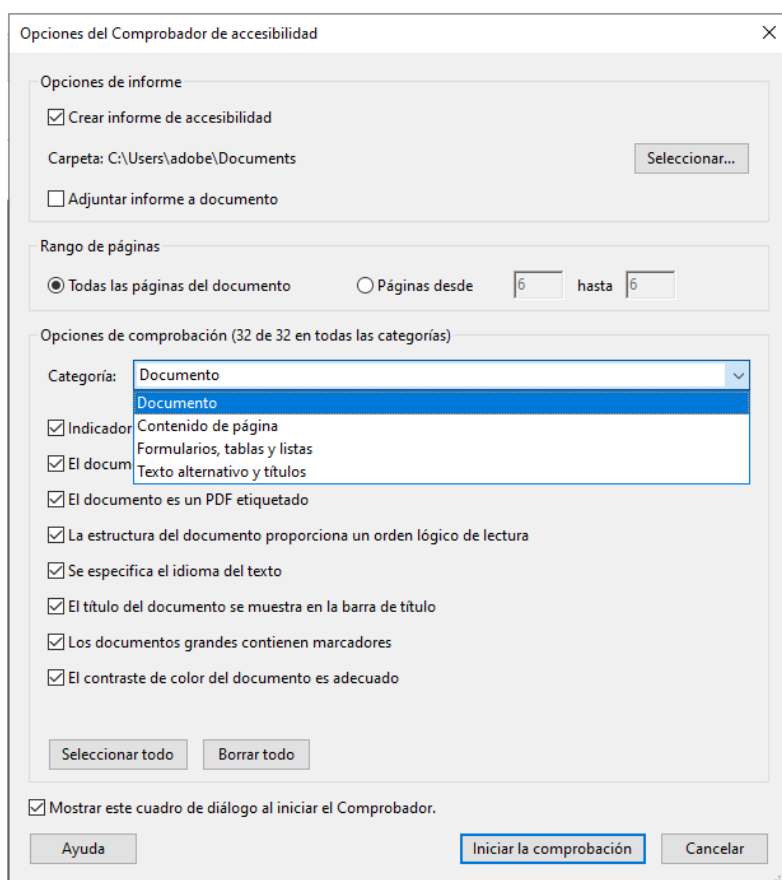 Opciones del Comprobador de accesibilidad
Opciones de informe
Crear informe de accesibilidad
Carpeta: C:\Users\adobe\Documents
Seleccionar...
Adjuntar informe a documento
Rango de páginas
Todas las páginas del documento Páginas desde 6 hasta 6
Opciones de comprobación (32 de 32 en todas las categorías)
Categoría: Documento
Documento
Indicador
Contenido de página
Formularios, tablas y listas
El docum
Texto alternativo y títulos
El documento es un PDF etiquetado
La estructura del documento proporciona un orden lógico de lectura
Se especifica el idioma del texto
El título del documento se muestra en la barra de título
Los documentos grandes contienen marcadores
El contraste de color del documento es adecuado
Seleccionar todo Borrar todo
Mostrar este cuadro de diálogo al iniciar el Comprobador.
Ayuda Iniciar la comprobación Cancelar